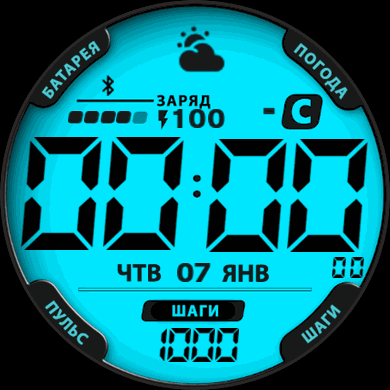 БАТАРЕЯ
ПОГОДА
ЗАРЯД
100
- C
00:00
00
ЧТВ 07 ЯНВ
ПУЛЬС
ШАГИ
ШАГИ
1000